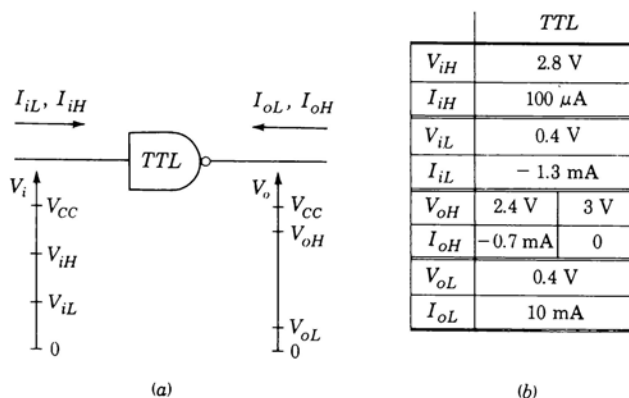 I_iL, I_iH
I_oL, I_oH
TTL
V_i
V_CC
V_iH
V_iL
0
V_o
V_CC
V_oH
V_oL
0
(a)
TTL
V_iH 2.8 V
I_iH 100 μA
V_iL 0.4 V
I_iL − 1.3 mA
V_oH 2.4 V 3 V
I_oH −0.7 mA 0
V_oL 0.4 V
I_oL 10 mA
(b)